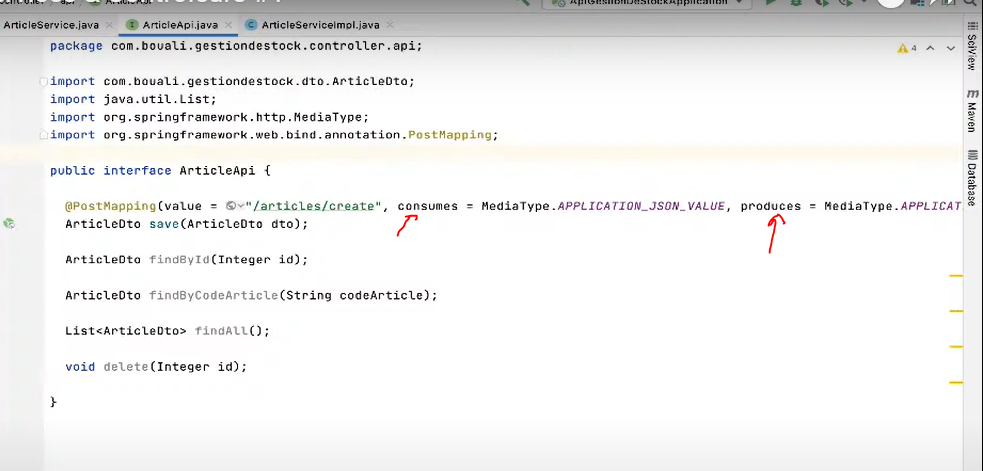 ApiGestionDeStockApplication
ArticleService.java × ArticleApi.java × ArticleServiceImpl.java ×
package com.bouali.gestiondestock.controller.api;
4
import com.bouali.gestiondestock.dto.ArticleDto;
import java.util.List;
import org.springframework.http.MediaType;
import org.springframework.web.bind.annotation.PostMapping;
public interface ArticleApi {
@PostMapping(value = "/articles/create", consumes = MediaType.APPLICATION_JSON_VALUE, produces = MediaType.APPLICAT
ArticleDto save(ArticleDto dto);
ArticleDto findById(Integer id);
ArticleDto findByCodeArticle(String codeArticle);
List<ArticleDto> findAll();
void delete(Integer id);
}
SciView
m Maven
Database